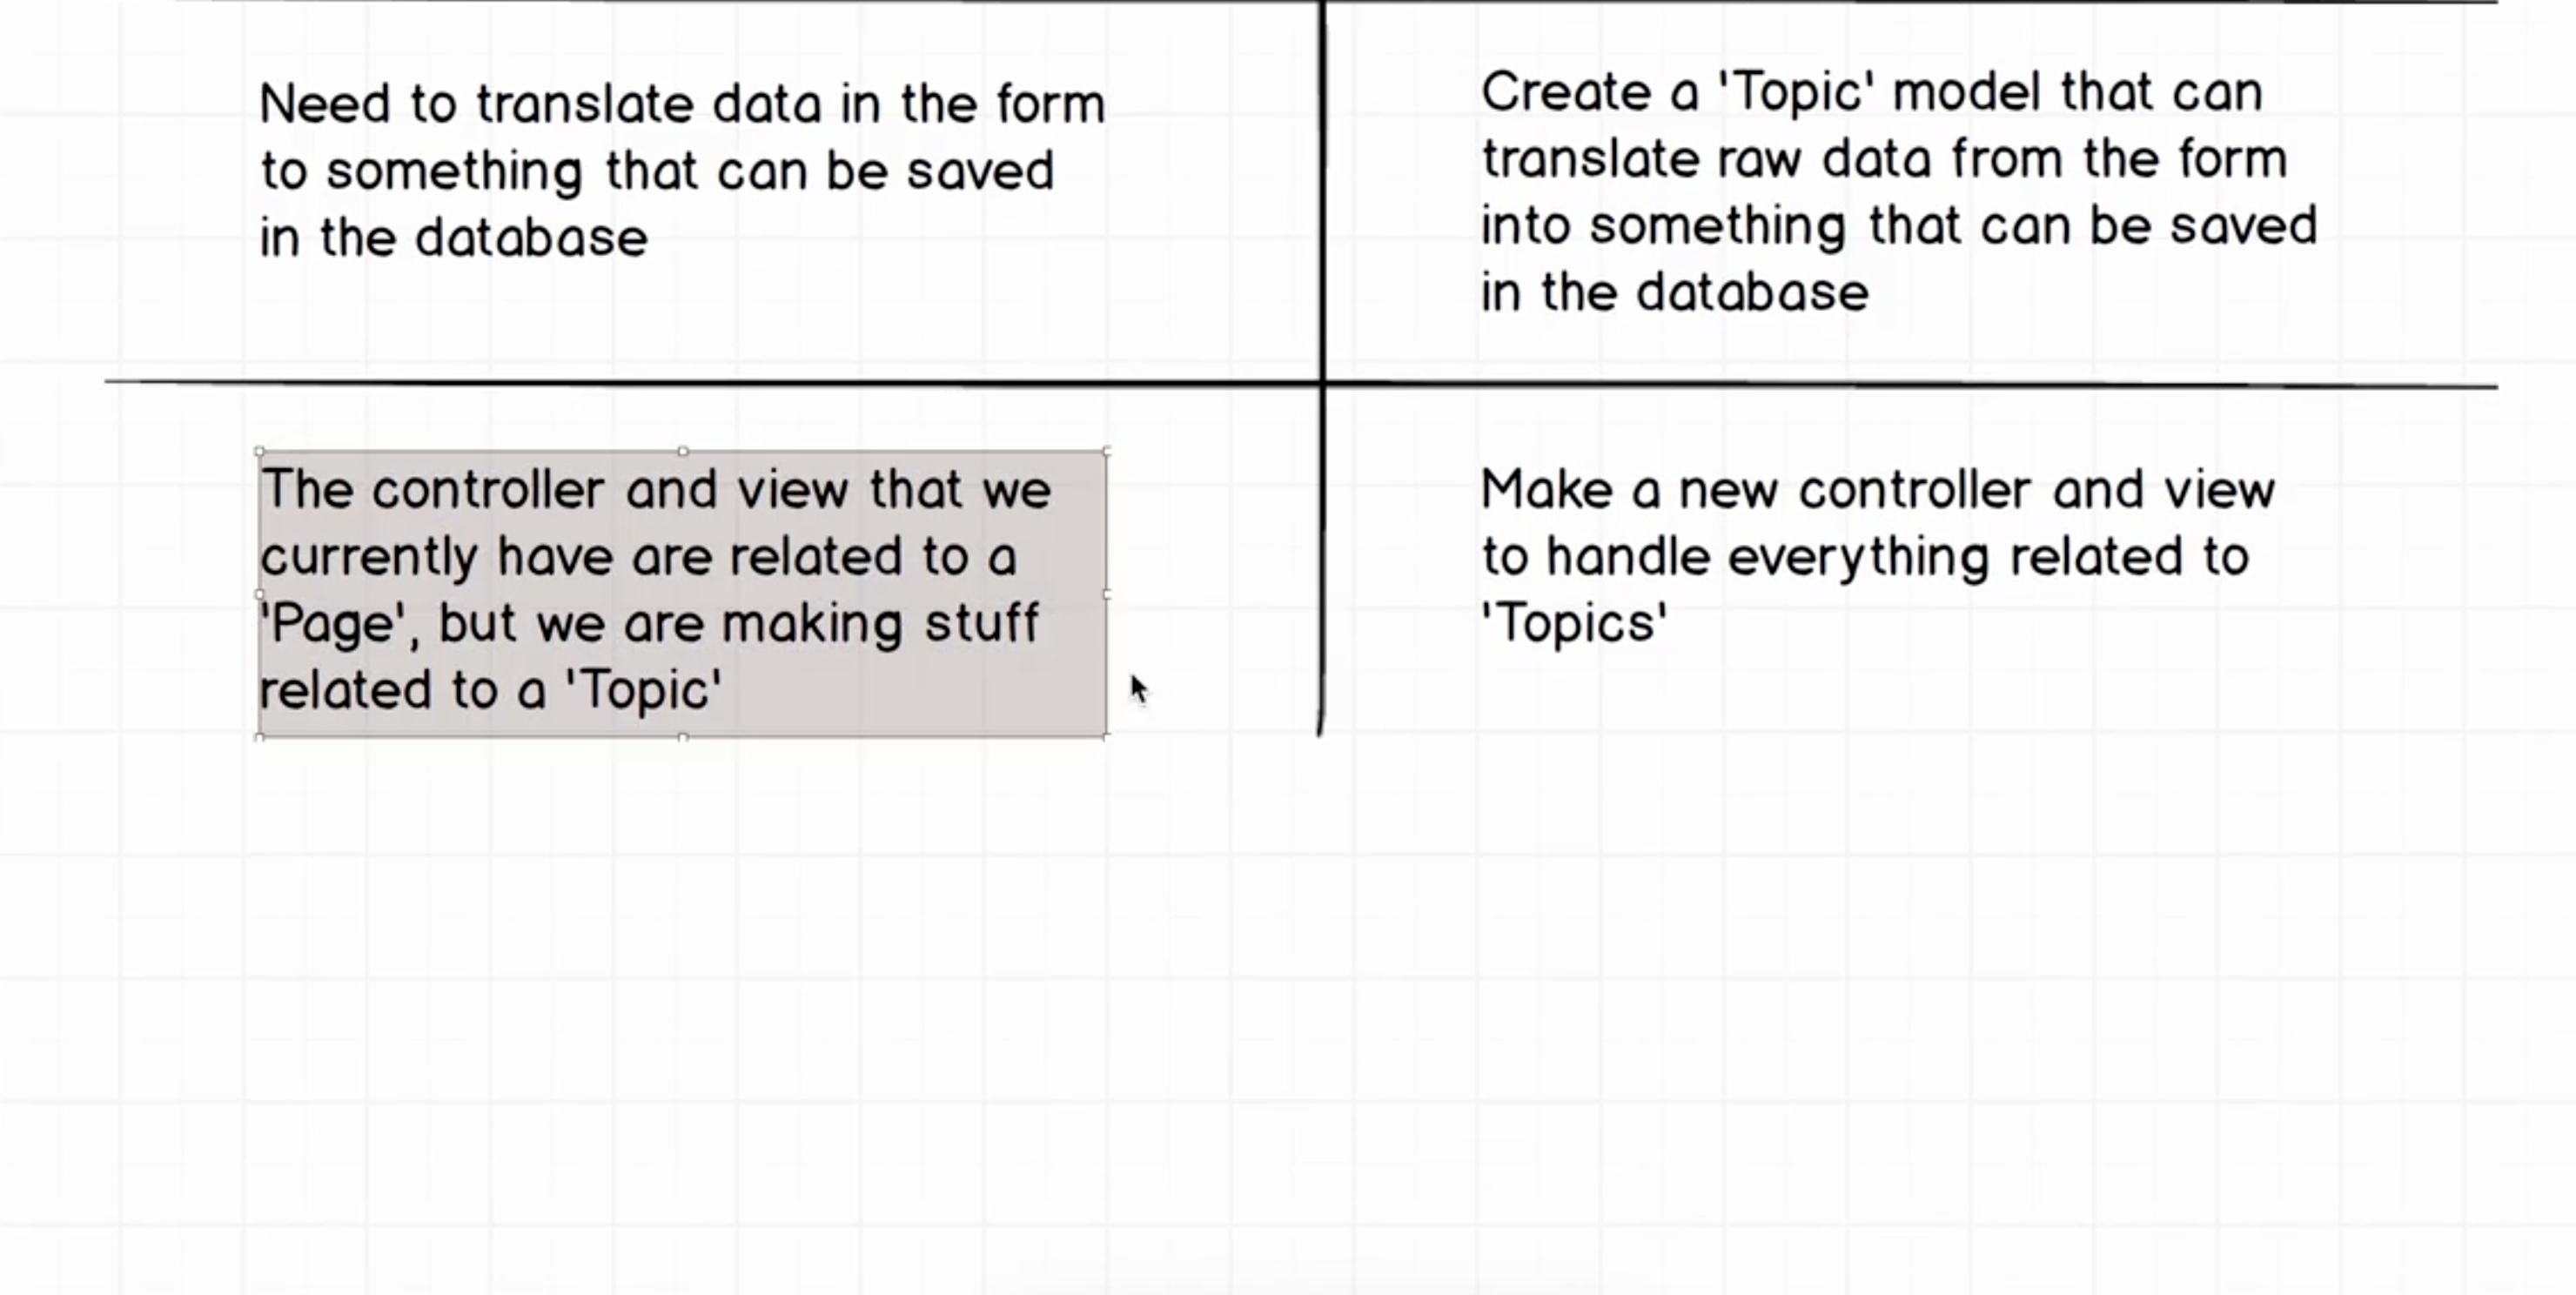 Need to translate data in the form
to something that can be saved
in the database
Create a 'Topic' model that can
translate raw data from the form
into something that can be saved
in the database
The controller and view that we
currently have are related to a
'Page', but we are making stuff
related to a 'Topic'
Make a new controller and view
to handle everything related to
'Topics'